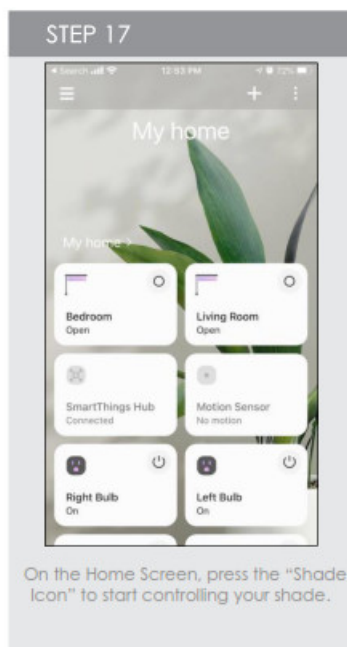 STEP 17
Search 12:53 PM 72%
My home
My home >
Bedroom
Open
Living Room
Open
SmartThings Hub
Connected
Motion Sensor
No motion
Right Bulb
On
Left Bulb
On
On the Home Screen, press the “Shade
Icon” to start controlling your shade.